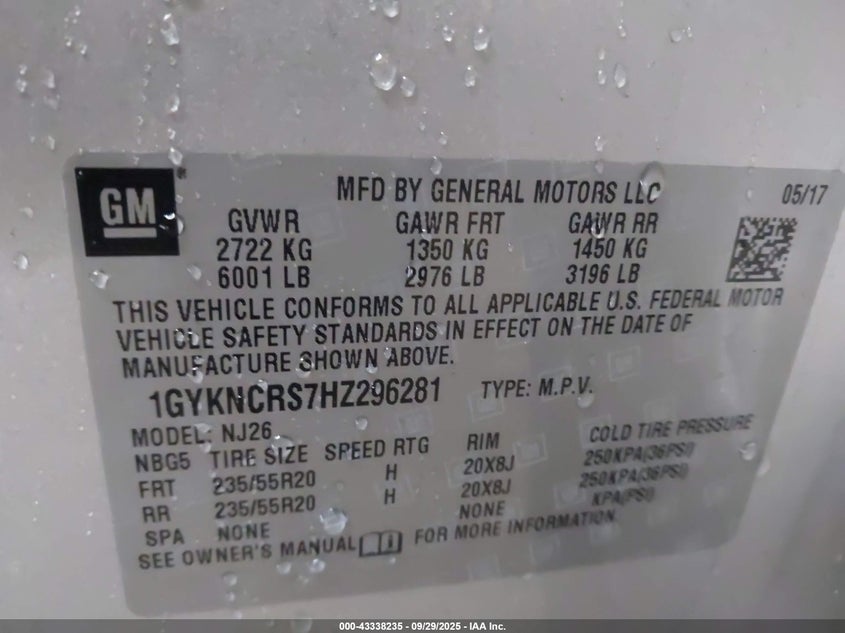 GM
MFD BY GENERAL MOTORS LLC 05/17
GVWR GAWR FRT GAWR RR
2722 KG 1350 KG 1450 KG
6001 LB 2976 LB 3196 LB
THIS VEHICLE CONFORMS TO ALL APPLICABLE U.S. FEDERAL MOTOR
VEHICLE SAFETY STANDARDS IN EFFECT ON THE DATE OF
MANUFACTURE SHOWN ABOVE.
1GYKNCRS7HZ296281 TYPE: M.P.V.
MODEL: NJ26
NBG5 TIRE SIZE SPEED RTG RIM COLD TIRE PRESSURE
FRT 235/55R20 H 20X8J 250KPA(36PSI)
RR 235/55R20 H 20X8J 250KPA(36PSI)
SPA NONE NONE KPA(PSI)
SEE OWNER'S MANUAL FOR MORE INFORMATION.
000-43338235 - 09/29/2025 - IAA Inc.